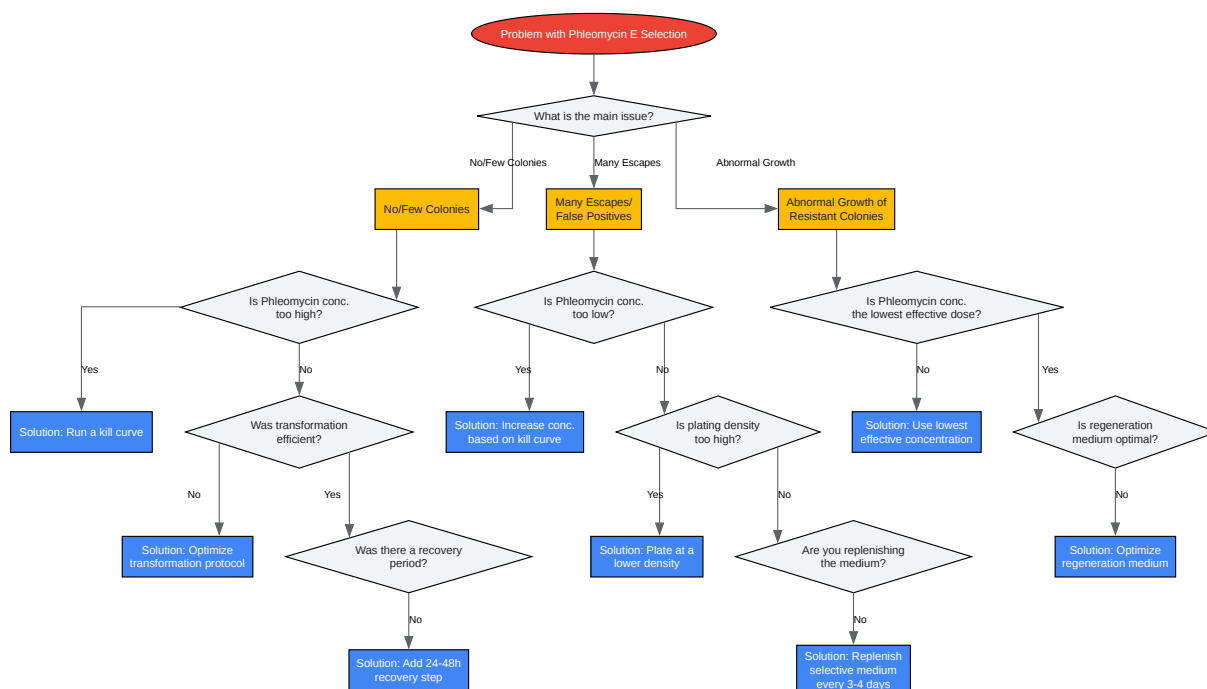 Problem with Phleomycin E Selection
What is the main issue?
No/Few Colonies
Many Escapes
Abnormal Growth
No/Few Colonies
Many Escapes/
False Positives
Abnormal Growth of
Resistant Colonies
Is Phleomycin conc.
too high?
Is Phleomycin conc.
too low?
Is Phleomycin conc.
the lowest effective dose?
Yes
No
Yes
No
No
Yes
Solution: Run a kill curve
Was transformation
efficient?
Solution: Increase conc.
based on kill curve
Is plating density
too high?
Solution: Use lowest
effective concentration
Is regeneration
medium optimal?
No
Yes
Yes
No
No
Solution: Optimize
transformation protocol
Was there a recovery
period?
Solution: Plate at a
lower density
Are you replenishing
the medium?
Solution: Optimize
regeneration medium
No
No
Solution: Add 24-48h
recovery step
Solution: Replenish
selective medium
every 3-4 days